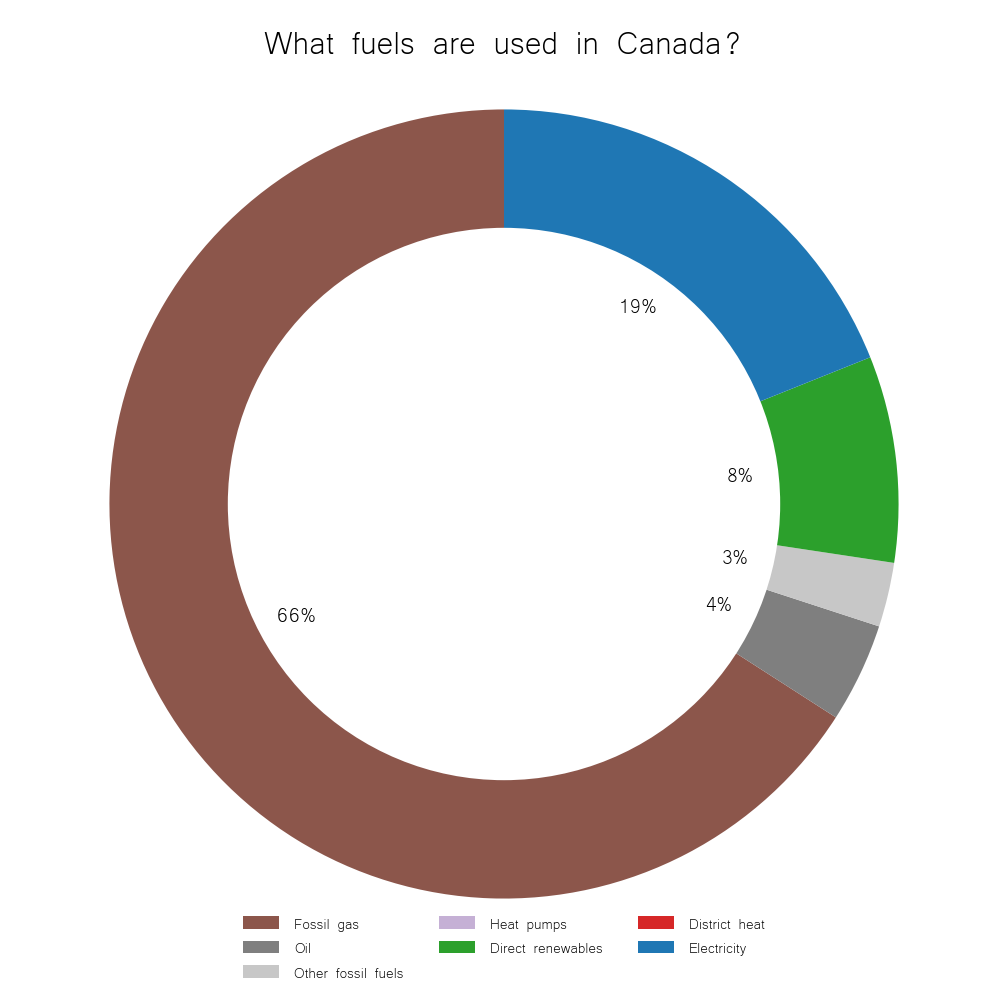 What fuels are used in Canada?
19%
8%
3%
4%
66%
Fossil gas
Oil
Other fossil fuels
Heat pumps
Direct renewables
District heat
Electricity